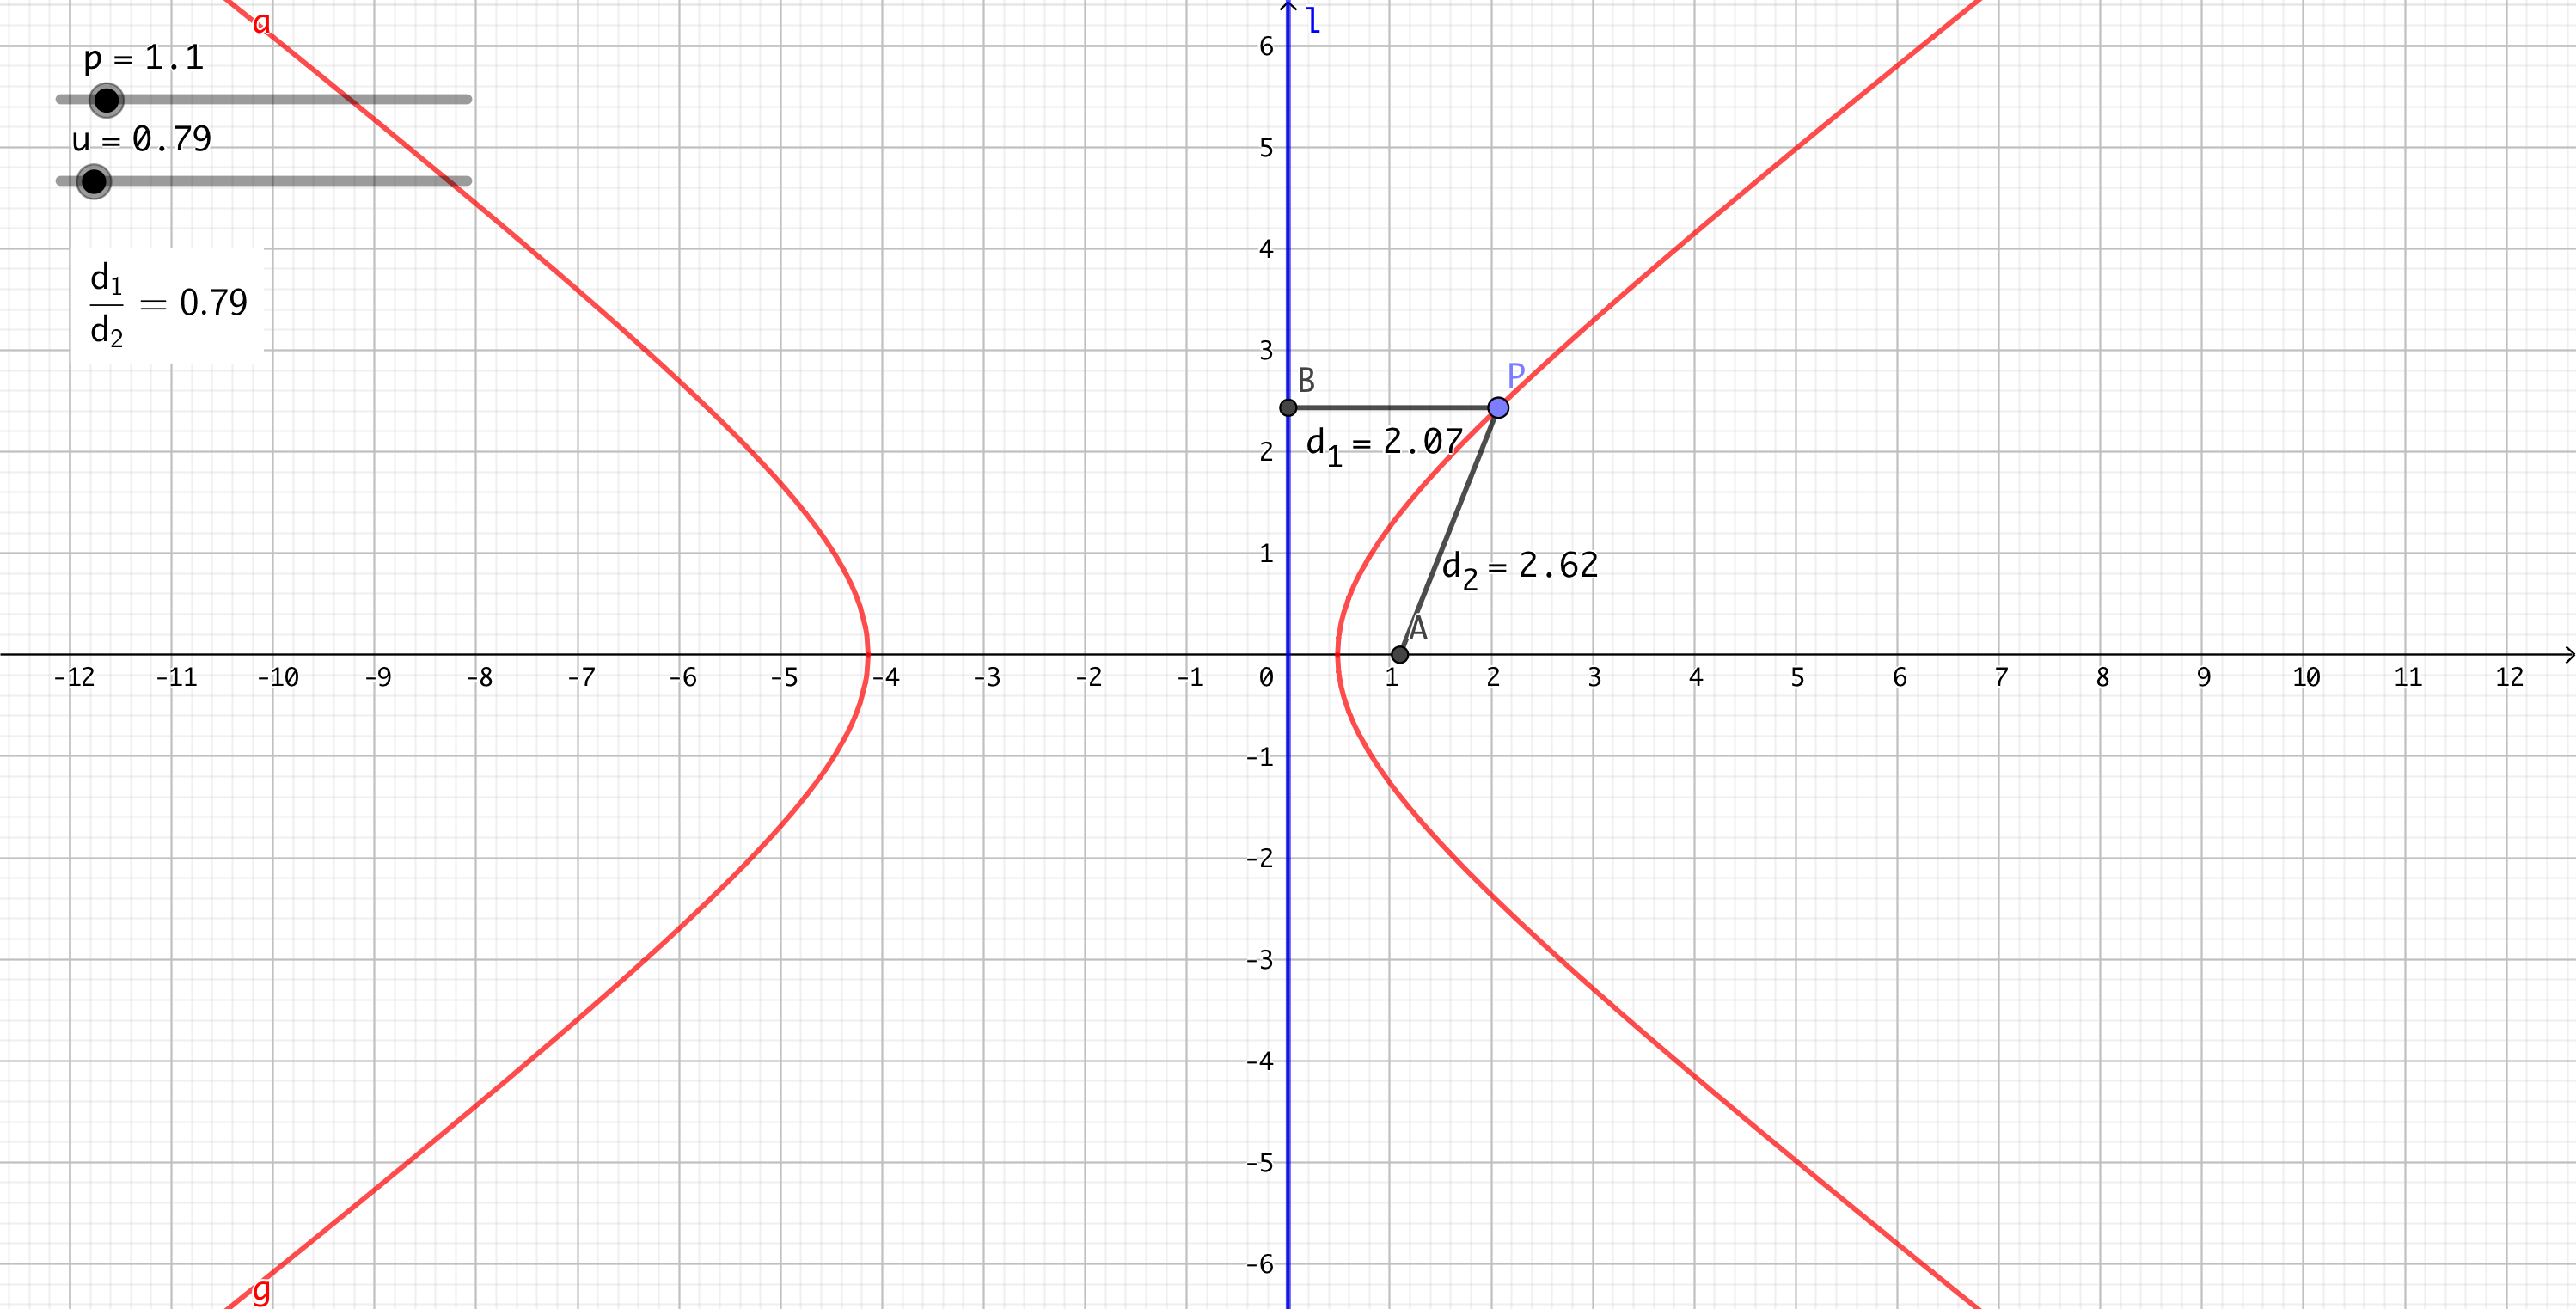 a
l
p = 1.1
u = 0.79
d₁
d₂
= 0.79
6
5
4
3
2
1
B
P
d₁ = 2.07
d₂ = 2.62
A
-12 -11 -10 -9 -8 -7 -6 -5 -4 -3 -2 -1 0 1 2 3 4 5 6 7 8 9 10 11 12
-1
-2
-3
-4
-5
-6
g